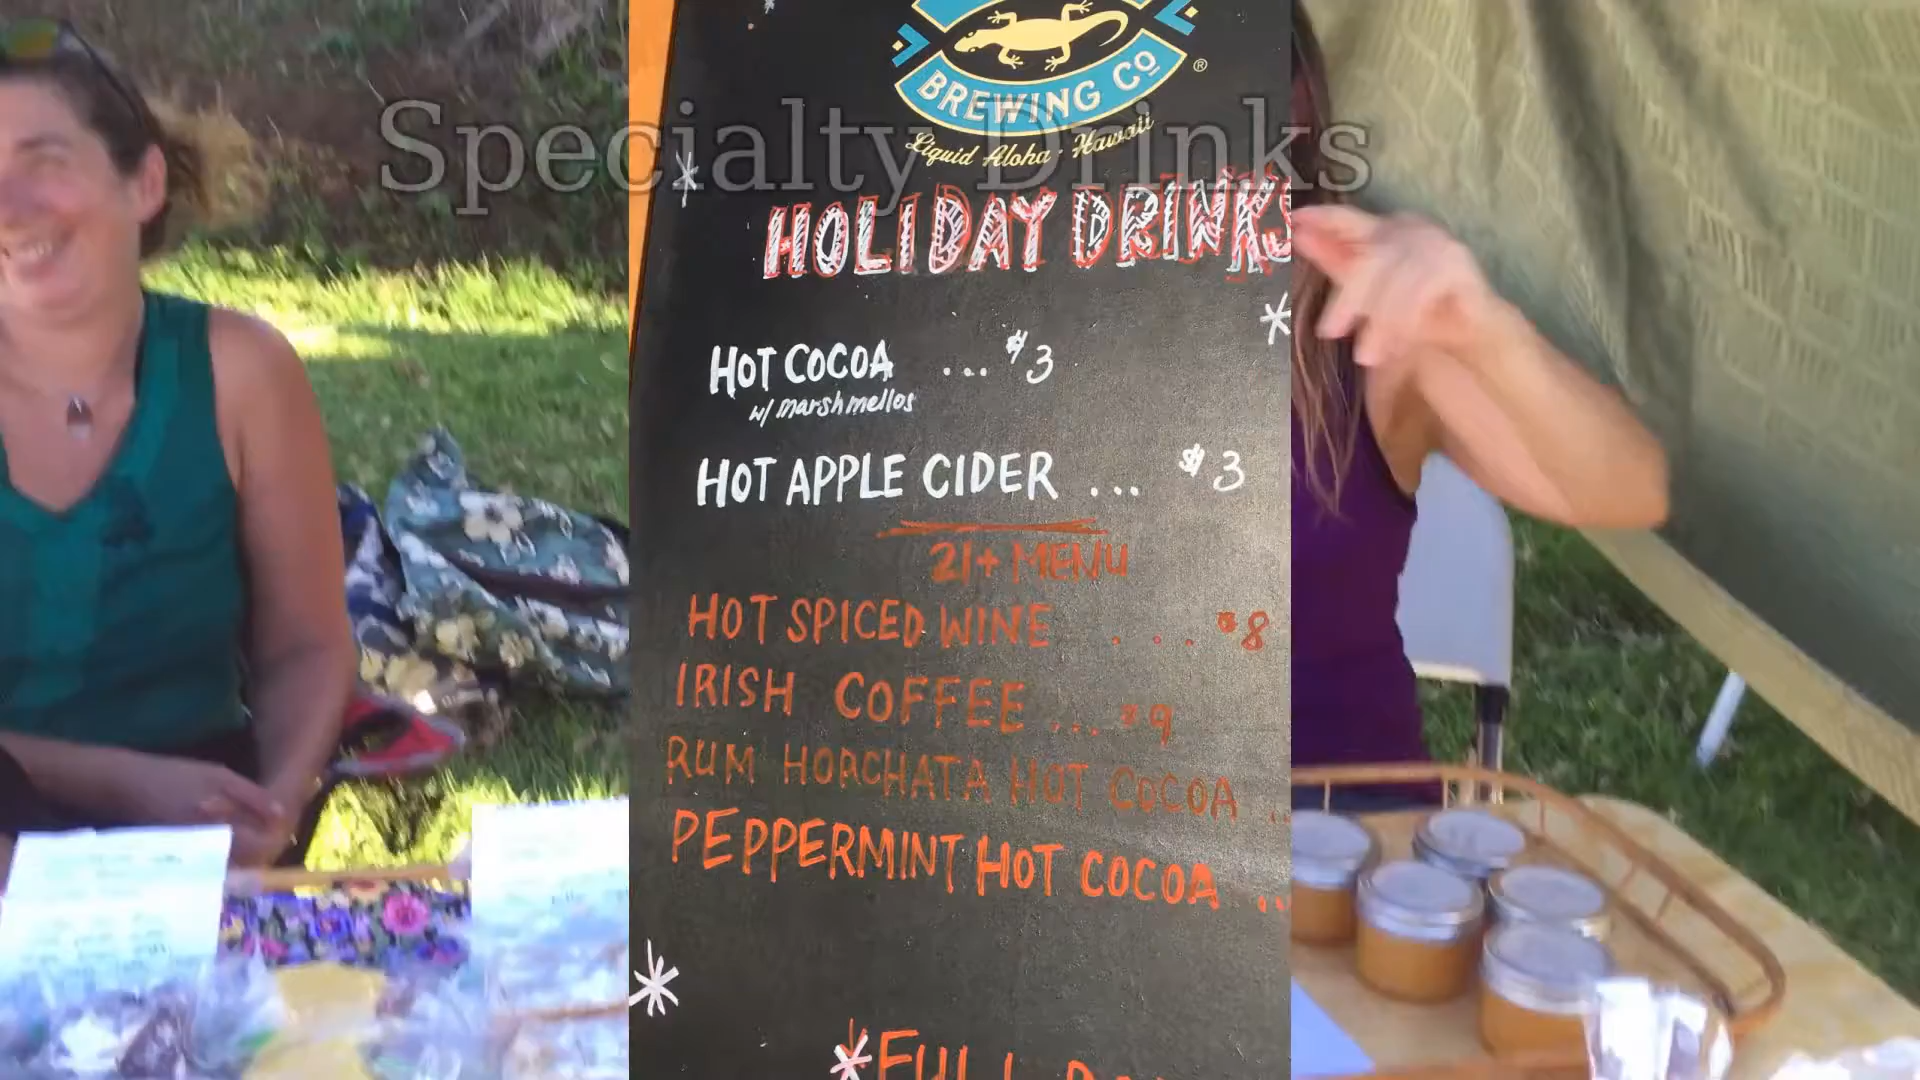 BREWING Co
Liquid Aloha · Hawaii
Specialty Drinks
HOLIDAY DRINKS
HOT COCOA ... $3
w/ marshmellos
HOT APPLE CIDER ... $3
21+ MENU
HOT SPICED WINE ... $8
IRISH COFFEE ... $9
RUM HORCHATA HOT COCOA ..
PEPPERMINT HOT COCOA ..
*FULL